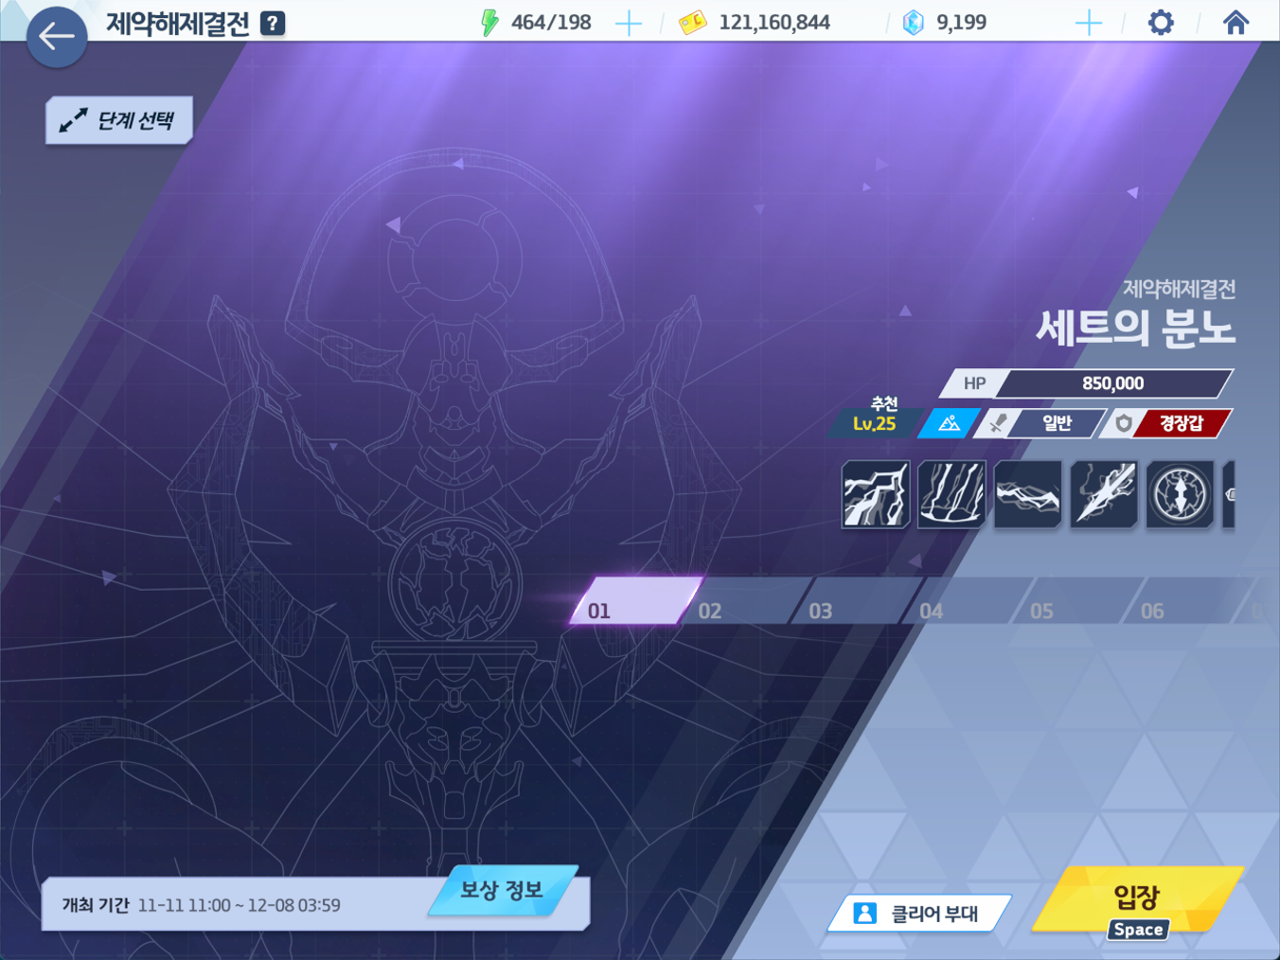 제약해제결전 ?
464/198
121,160,844
9,199
단계 선택
제약해제결전
세트의 분노
HP 850,000
추천
Lv.25
일반
경장갑
01 02 03 04 05 06
개최 기간 11-11 11:00 ~ 12-08 03:59
보상 정보
클리어 부대
입장
Space